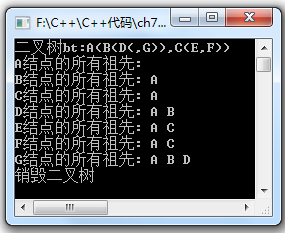 F:\C++\C++代码\ch7...
二叉树bt:A(B(D(,G)),C(E,F))
A结点的所有祖先:
B结点的所有祖先: A
C结点的所有祖先: A
D结点的所有祖先: A B
E结点的所有祖先: A C
F结点的所有祖先: A C
G结点的所有祖先: A B D
销毁二叉树